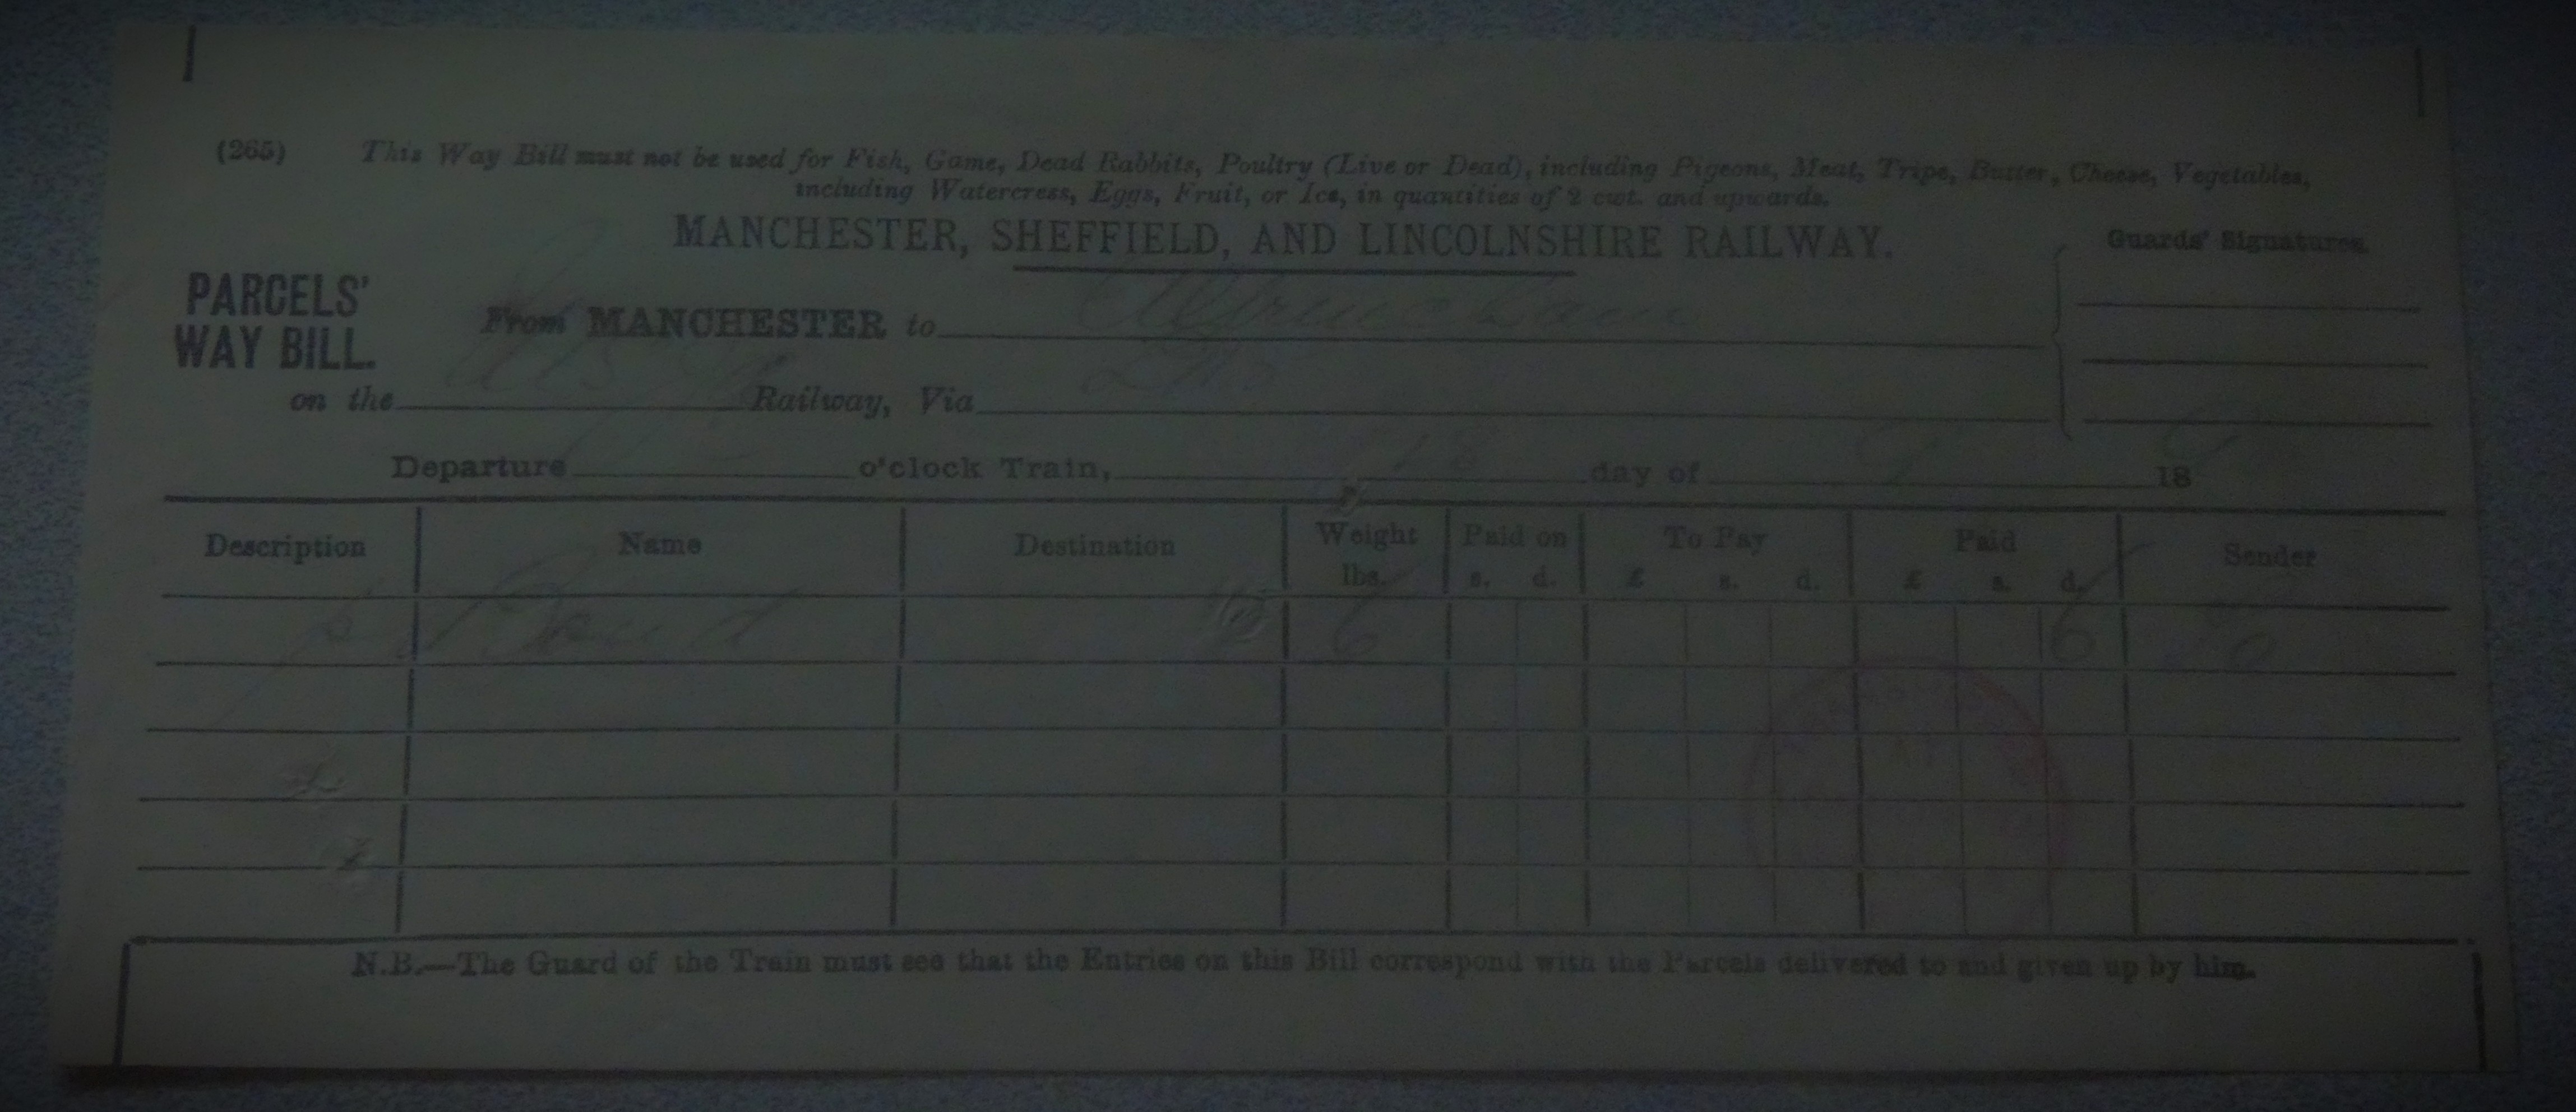 (265) This Way Bill must not be used for Fish, Game, Dead Rabbits, Poultry (Live or Dead), including Pigeons, Meat, Tripe, Butter, Cheese, Vegetables,
including Watercress, Eggs, Fruit, or Ice, in quantities of 2 cwt. and upwards.
MANCHESTER, SHEFFIELD, AND LINCOLNSHIRE RAILWAY.
Guards' Signatures.
PARCELS'
WAY BILL.
From MANCHESTER to
on the Railway, Via
Departure o'clock Train, 18 day of 18
Description Name Destination Weight Paid on To Pay Paid Sender
lbs. s. d. £ s. d. £ s. d.
6 6
N.B.—The Guard of the Train must see that the Entries on this Bill correspond with the Parcels delivered to and given up by him.